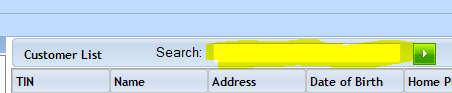 Customer List Search:
TIN Name Address Date of Birth Home P